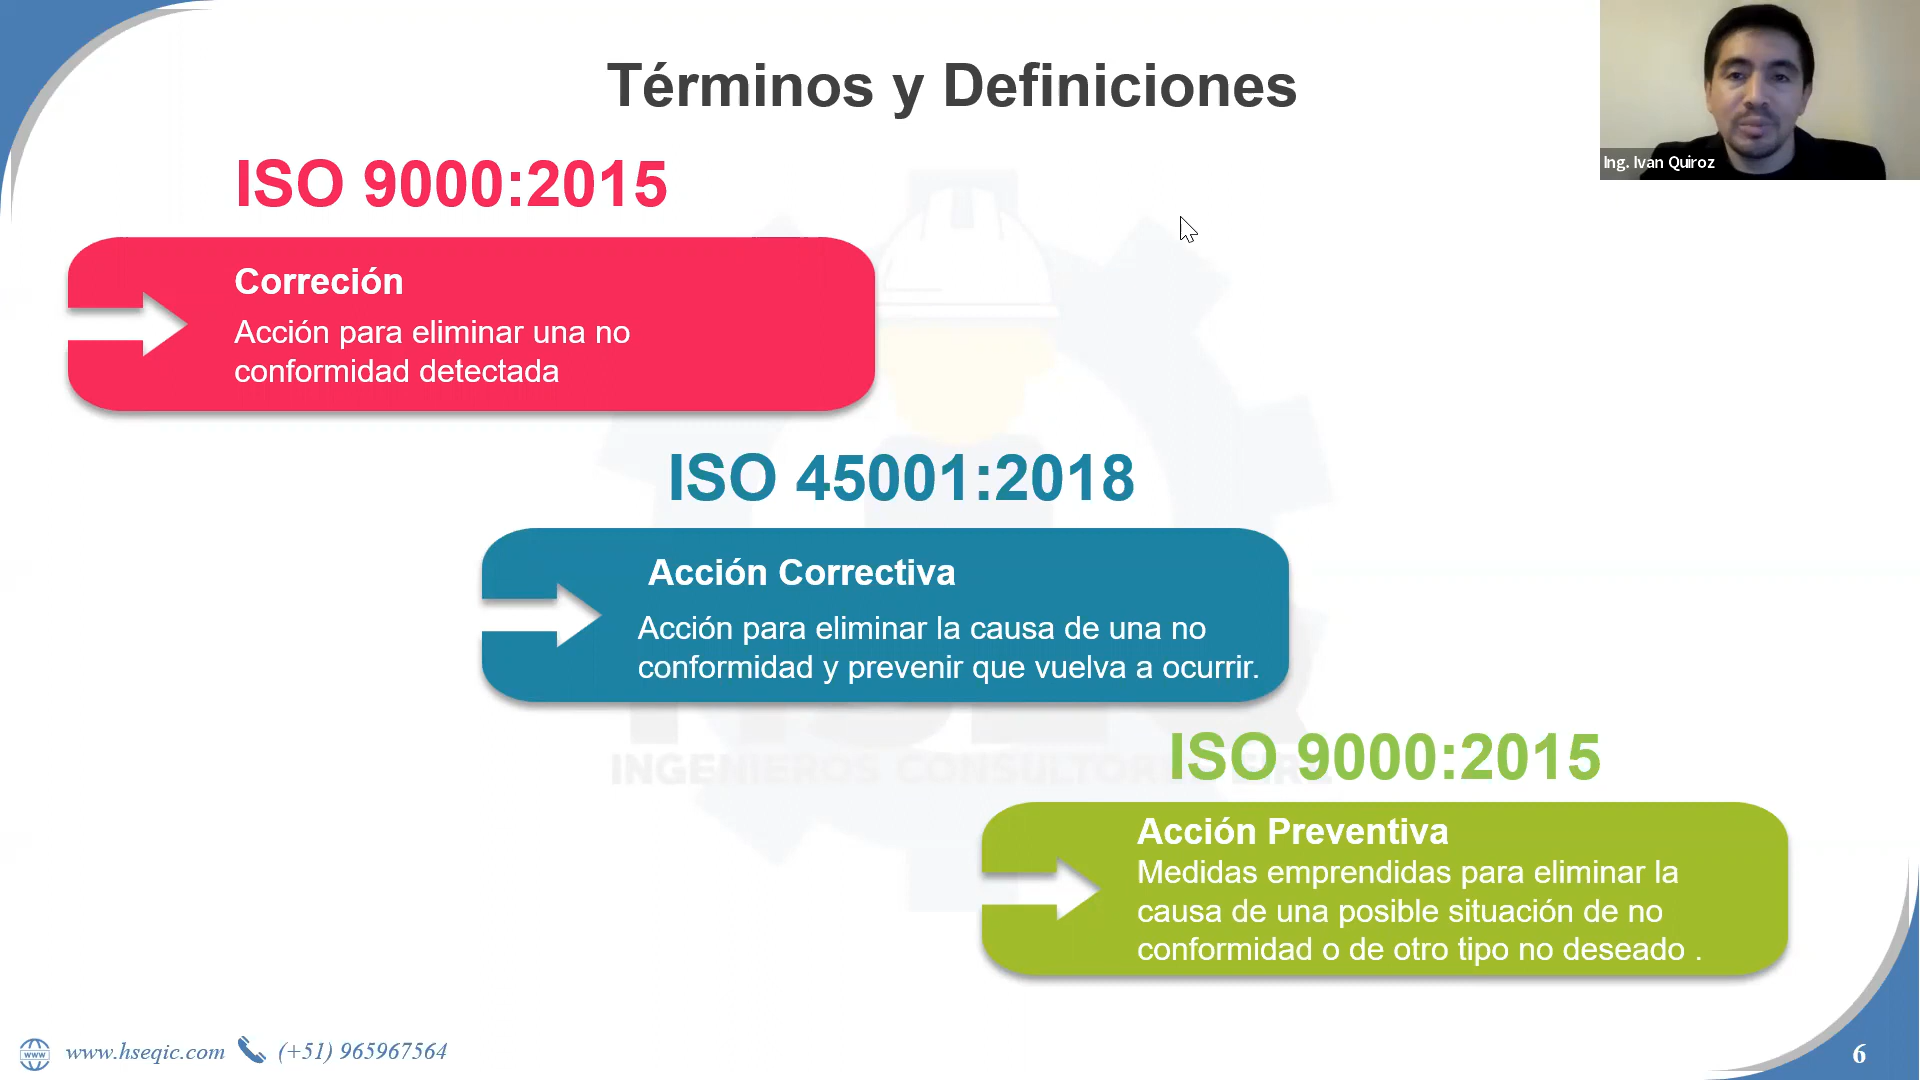 Términos y Definiciones
Ing. Ivan Quiroz
ISO 9000:2015
Correción
Acción para eliminar una no
conformidad detectada
ISO 45001:2018
Acción Correctiva
Acción para eliminar la causa de una no
conformidad y prevenir que vuelva a ocurrir.
INGENIEROS CONSULTOR
ISO 9000:2015
Acción Preventiva
Medidas emprendidas para eliminar la
causa de una posible situación de no
conformidad o de otro tipo no deseado .
www
www.hseqic.com (+51) 965967564
6